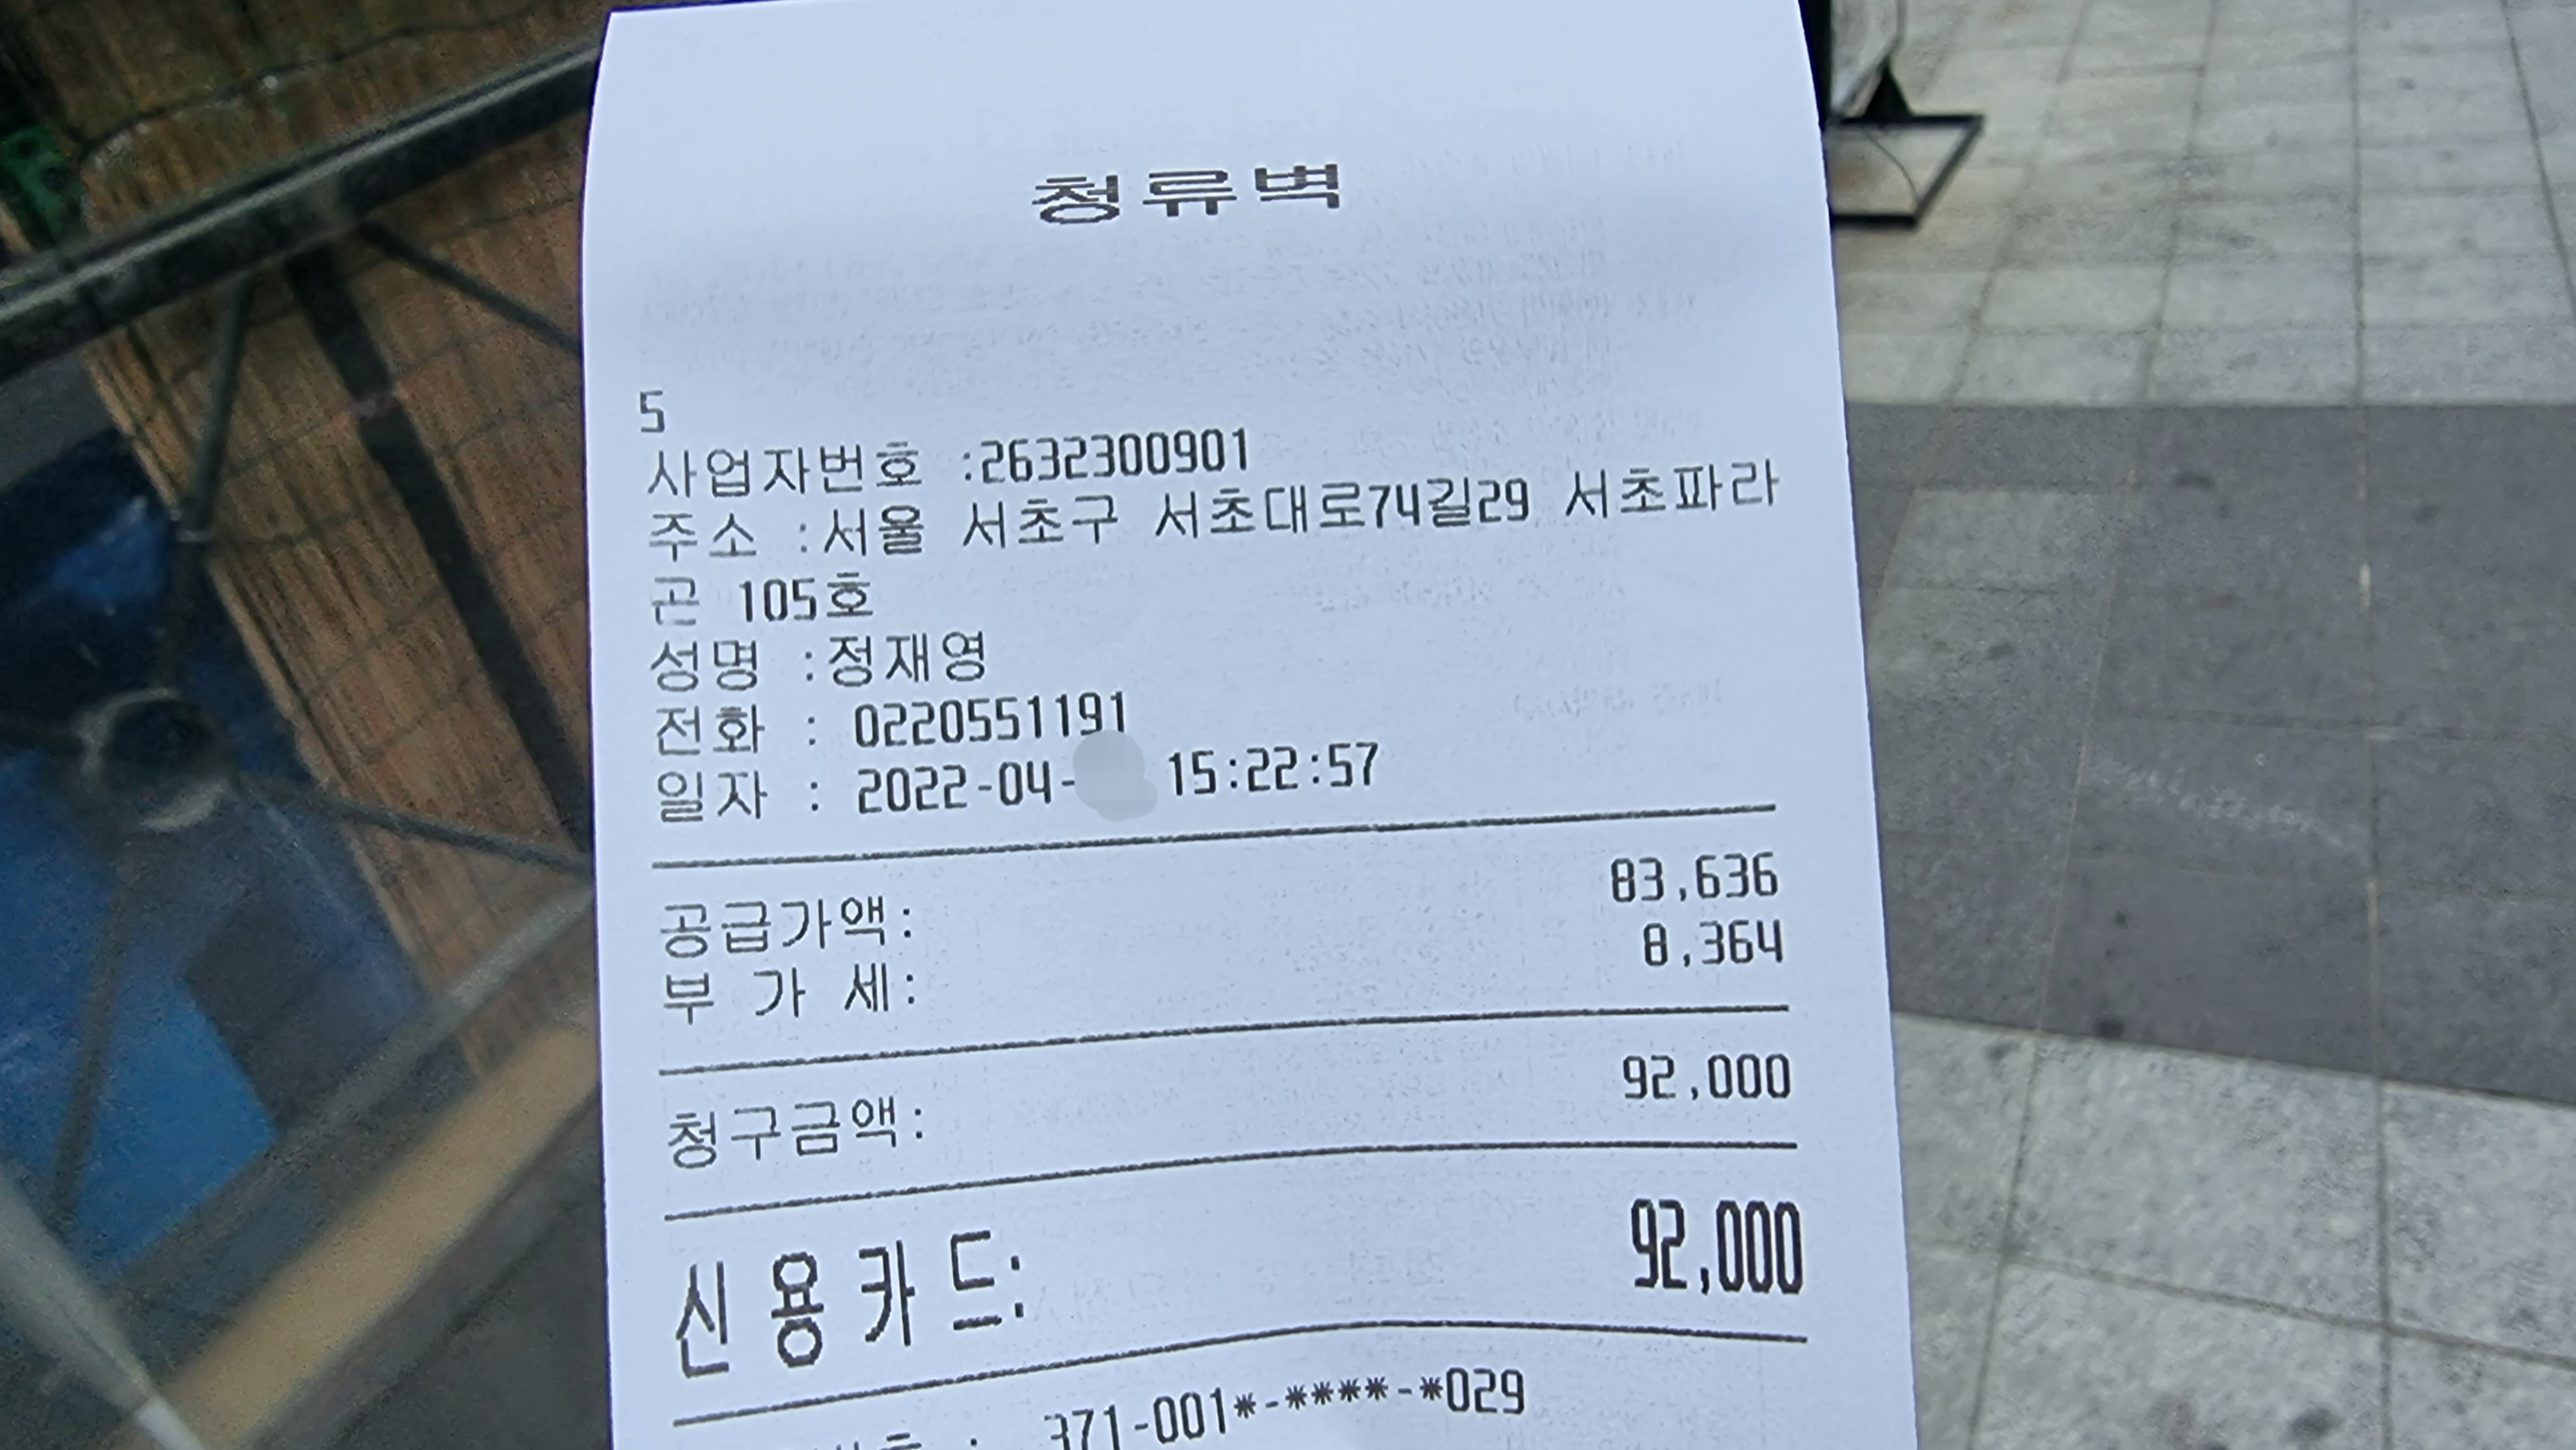 청류벽
5
사업자번호 :2632300901
주소 :서울 서초구 서초대로74길29 서초파라
곤 105호
성명 :정재영
전화 : 0220551191
일자 : 2022-04- 15:22:57
공급가액: 83,636
부 가 세: 8,364
청구금액: 92,000
신용카드: 92,000
: 371-001*-****-*029